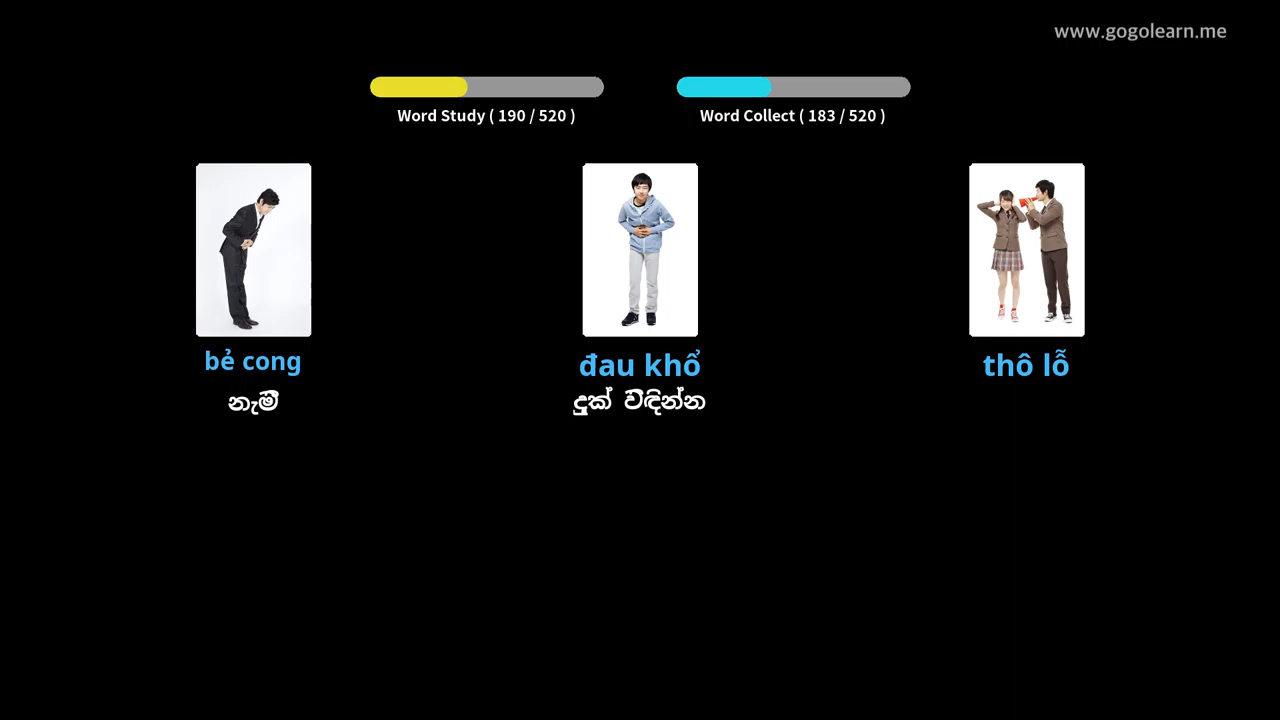 www.gogolearn.me
Word Study ( 190 / 520 )
Word Collect ( 183 / 520 )
bẻ cong
đau khổ
thô lỗ
නැමී
දුක් විඳින්න